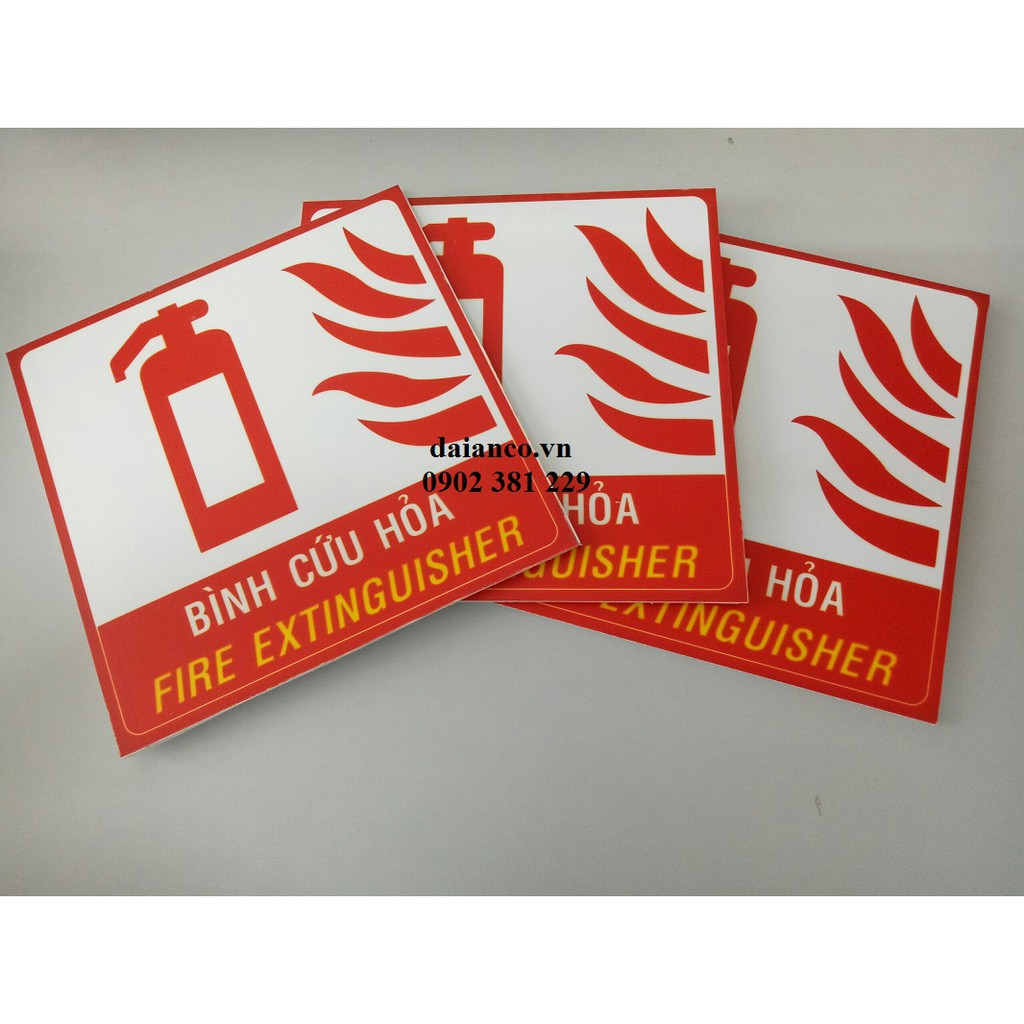 BÌNH CỨU HỎA
FIRE EXTINGUISHER
daianco.vn
0902 381 229
HỎA
GUISHER
HỎA
EXTINGUISHER